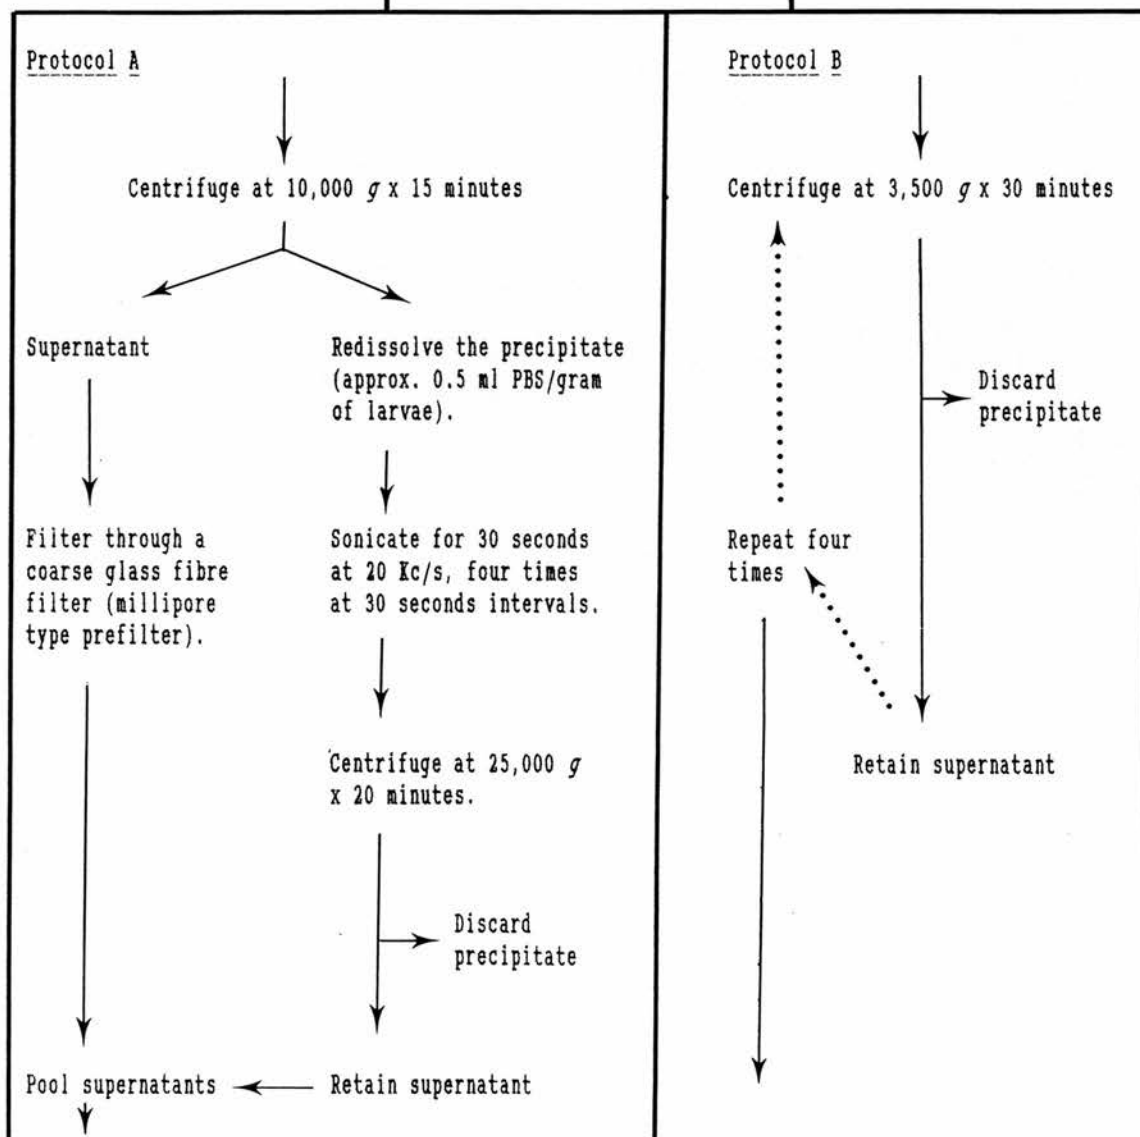 Protocol A
Centrifuge at 10,000 g x 15 minutes
Supernatant
Redissolve the precipitate
(approx. 0.5 ml PBS/gram
of larvae).
Filter through a
coarse glass fibre
filter (millipore
type prefilter).
Sonicate for 30 seconds
at 20 Kc/s, four times
at 30 seconds intervals.
Centrifuge at 25,000 g
x 20 minutes.
Discard
precipitate
Pool supernatants
Retain supernatant
Protocol B
Centrifuge at 3,500 g x 30 minutes
Discard
precipitate
Repeat four
times
Retain supernatant